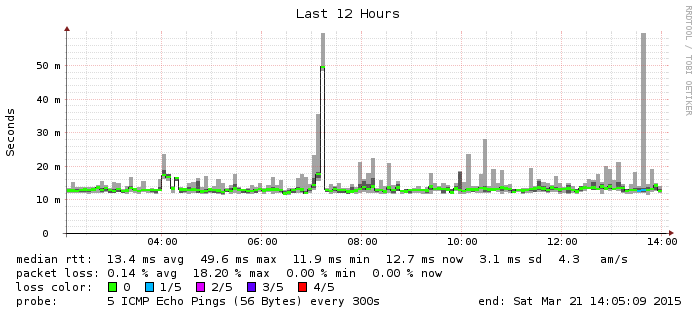 Last 12 Hours
RRDTOOL / TOBI OETIKER
Seconds
50 m
40 m
30 m
20 m
10 m
0
04:00 06:00 08:00 10:00 12:00 14:00
median rtt: 13.4 ms avg 49.6 ms max 11.9 ms min 12.7 ms now 3.1 ms sd 4.3 am/s
packet loss: 0.14 % avg 18.20 % max 0.00 % min 0.00 % now
loss color: 0 1/5 2/5 3/5 4/5
probe: 5 ICMP Echo Pings (56 Bytes) every 300s end: Sat Mar 21 14:05:09 2015